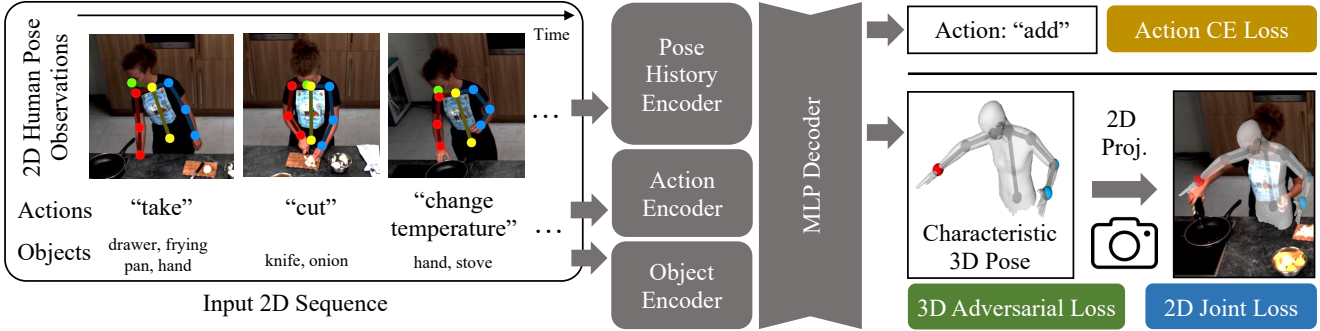 Time
2D Human Pose
Observations
...
Actions
"take"
"cut"
"change
temperature"
...
Objects
drawer, frying
pan, hand
knife, onion
hand, stove
Input 2D Sequence
Pose
History
Encoder
Action
Encoder
Object
Encoder
MLP Decoder
Action: "add"
Action CE Loss
Characteristic
3D Pose
2D
Proj.
3D Adversarial Loss
2D Joint Loss